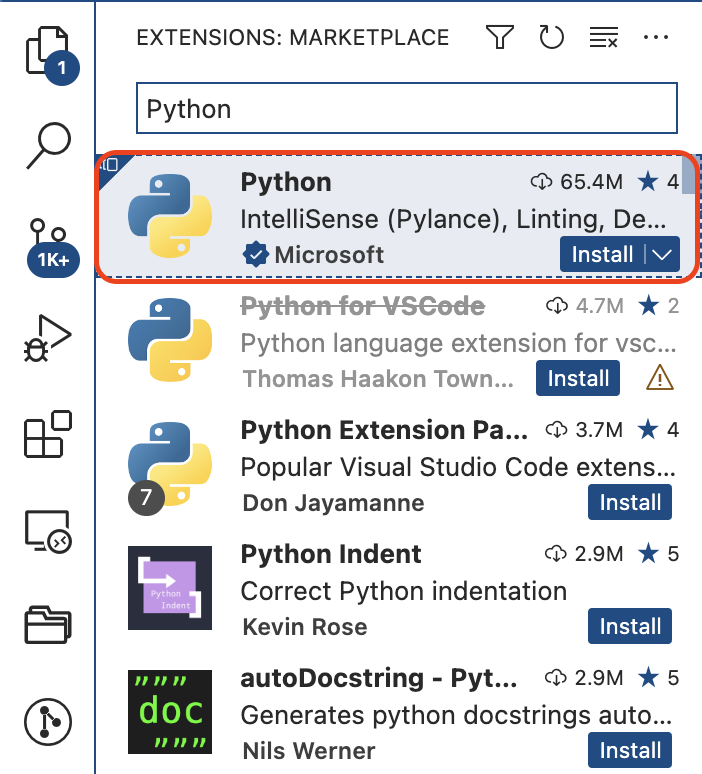 EXTENSIONS: MARKETPLACE
1
Python
Python 65.4M ★ 4
IntelliSense (Pylance), Linting, De...
Microsoft Install
1K+
Python for VSCode 4.7M ★ 2
Python language extension for vsc...
Thomas Haakon Town... Install
Python Extension Pa... 3.7M ★ 4
Popular Visual Studio Code extens...
7
Don Jayamanne Install
Python Indent 2.9M ★ 5
Correct Python indentation
Python
Indent
Kevin Rose Install
autoDocstring - Pyt... 2.9M ★ 5
"""
doc
"""
Generates python docstrings auto...
Nils Werner Install